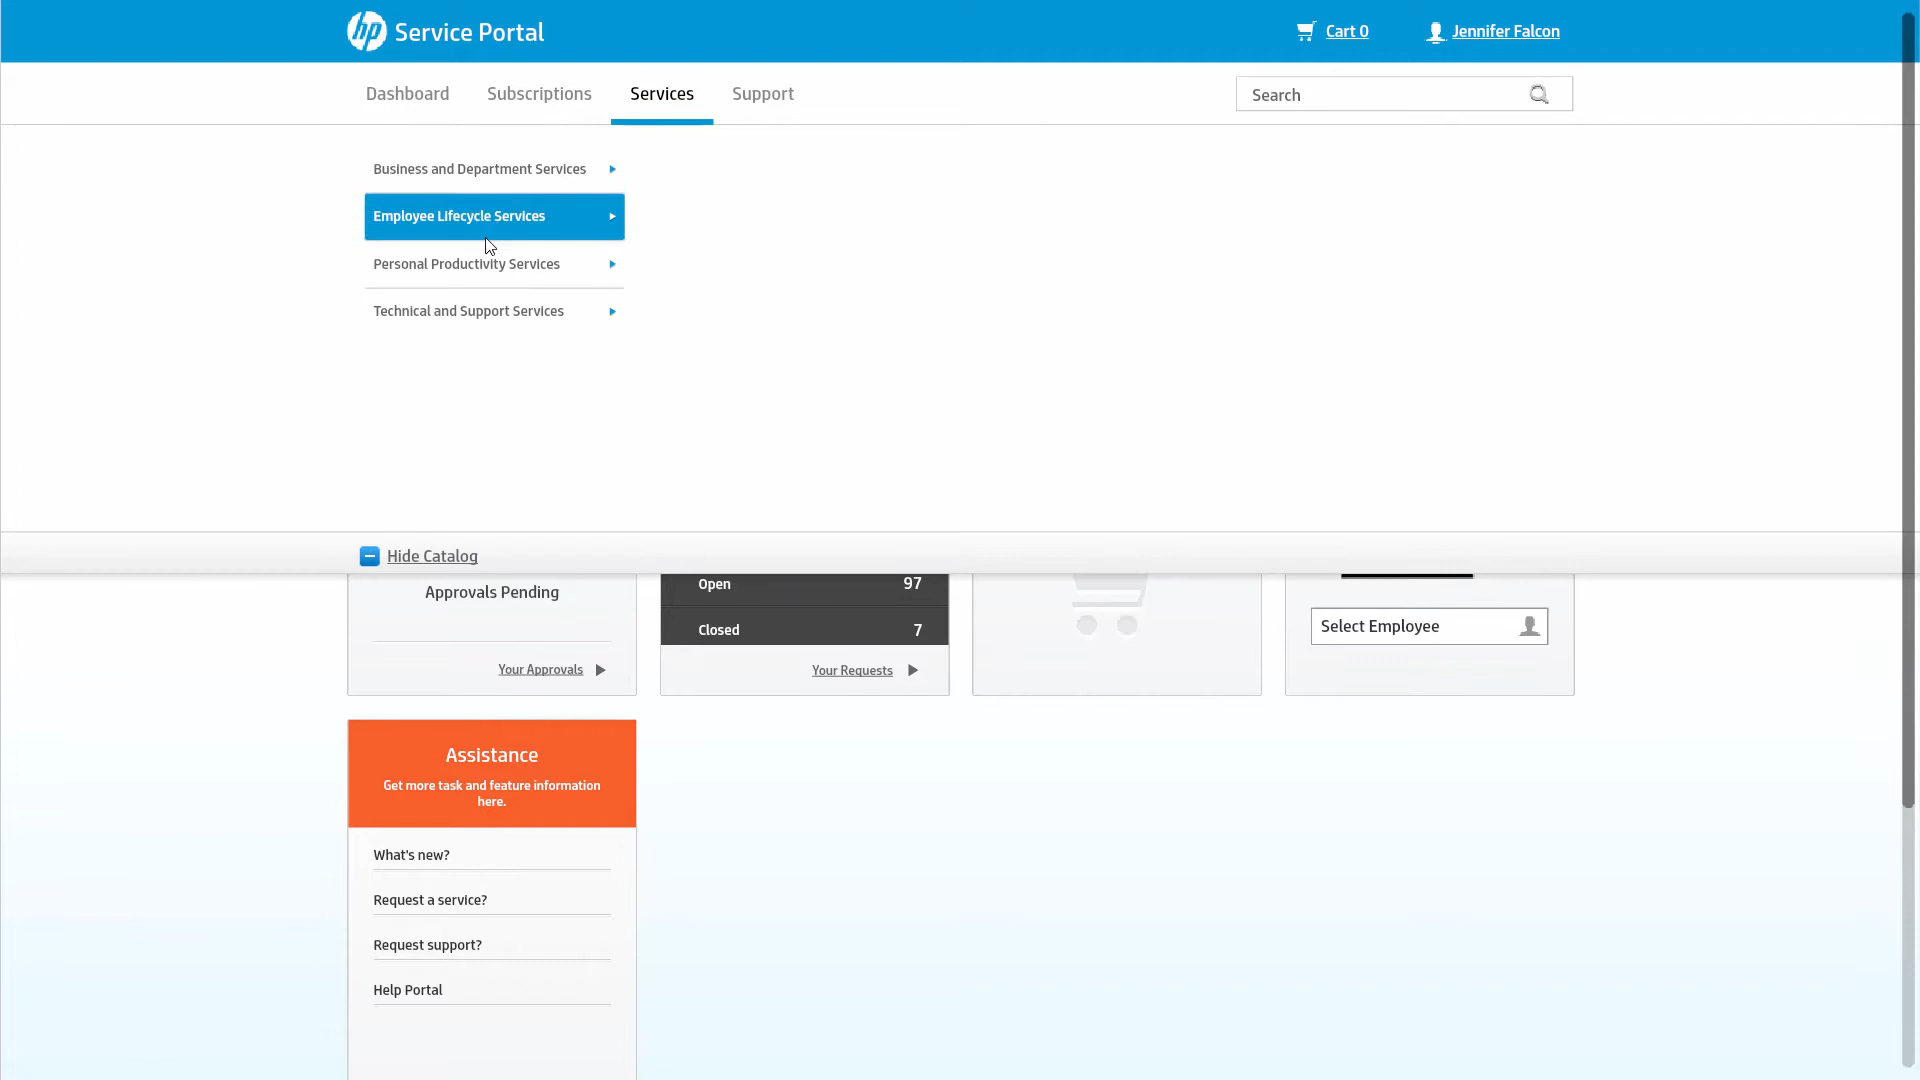 hp Service Portal
Cart 0
Jennifer Falcon
Dashboard
Subscriptions
Services
Support
Search
Business and Department Services
Employee Lifecycle Services
Personal Productivity Services
Technical and Support Services
Hide Catalog
Approvals Pending
Your Approvals
Open 97
Closed 7
Your Requests
Select Employee
Assistance
Get more task and feature information
here.
What's new?
Request a service?
Request support?
Help Portal